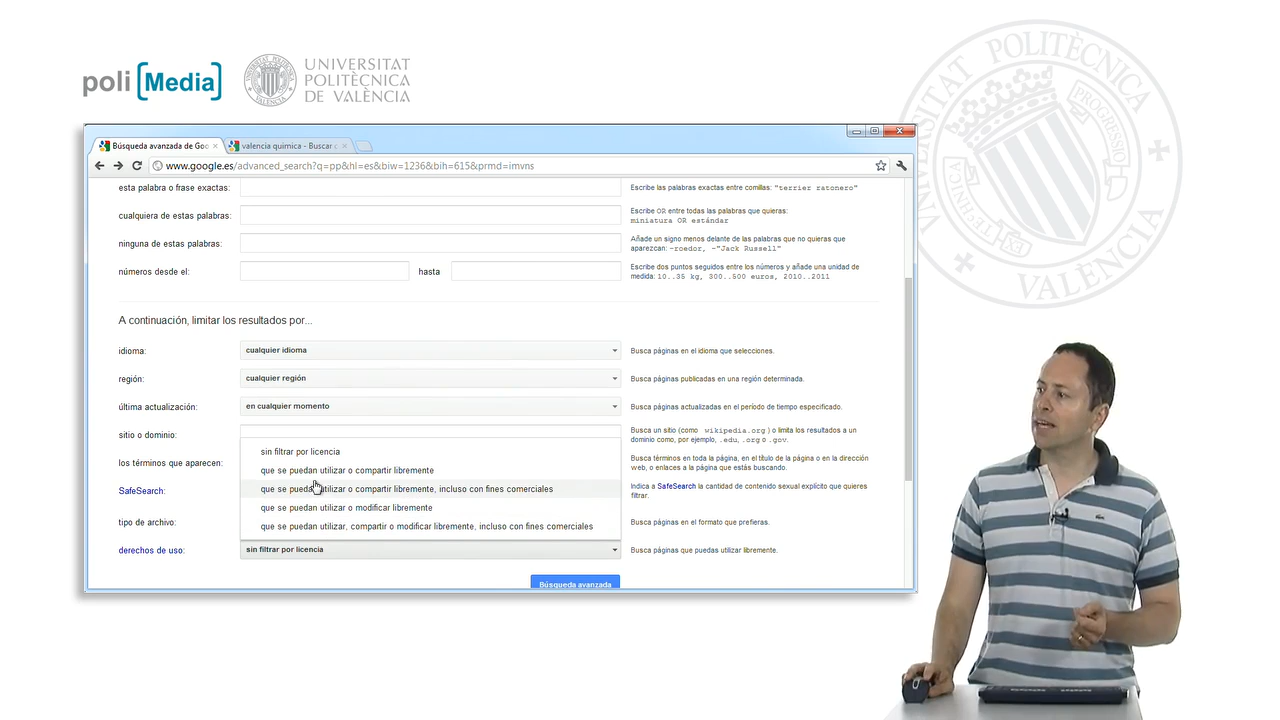 poli [Media]
UNIVERSITAT
POLITÈCNICA
DE VALÈNCIA
UNIVERSITAT POLITÈCNICA
VALÈNCIA
PROGRESSIO
ET TECHNICA
Búsqueda avanzada de Goo
valencia quimica - Buscar c
www.google.es/advanced_search?q=pp&hl=es&biw=1236&bih=615&prmd=imvns
esta palabra o frase exactas:
Escribe las palabras exactas entre comillas: "terrier ratonero"
cualquiera de estas palabras:
Escribe OR entre todas las palabras que quieras:
miniatura OR estándar
ninguna de estas palabras:
Añade un signo menos delante de las palabras que no quieras que
aparezcan: -roedor, -"Jack Russell"
números desde el:
hasta
Escribe dos puntos seguidos entre los números y añade una unidad de
medida: 10..35 kg, 300..500 euros, 2010..2011
A continuación, limitar los resultados por...
idioma:
cualquier idioma
Busca páginas en el idioma que selecciones.
región:
cualquier región
Busca páginas publicadas en una región determinada.
última actualización:
en cualquier momento
Busca páginas actualizadas en el período de tiempo especificado.
sitio o dominio:
Busca un sitio (como wikipedia.org ) o limita los resultados a un
dominio como, por ejemplo, .edu, .org o .gov.
los términos que aparecen:
Busca términos en toda la página, en el título de la página o en la dirección
web, o enlaces a la página que estás buscando.
SafeSearch:
Indica a SafeSearch la cantidad de contenido sexual explícito que quieres
filtrar.
tipo de archivo:
Busca páginas en el formato que prefieras.
sin filtrar por licencia
que se puedan utilizar o compartir libremente
que se puedan utilizar o compartir libremente, incluso con fines comerciales
que se puedan utilizar o modificar libremente
que se puedan utilizar, compartir o modificar libremente, incluso con fines comerciales
derechos de uso:
sin filtrar por licencia
Busca páginas que puedas utilizar libremente.
Búsqueda avanzada